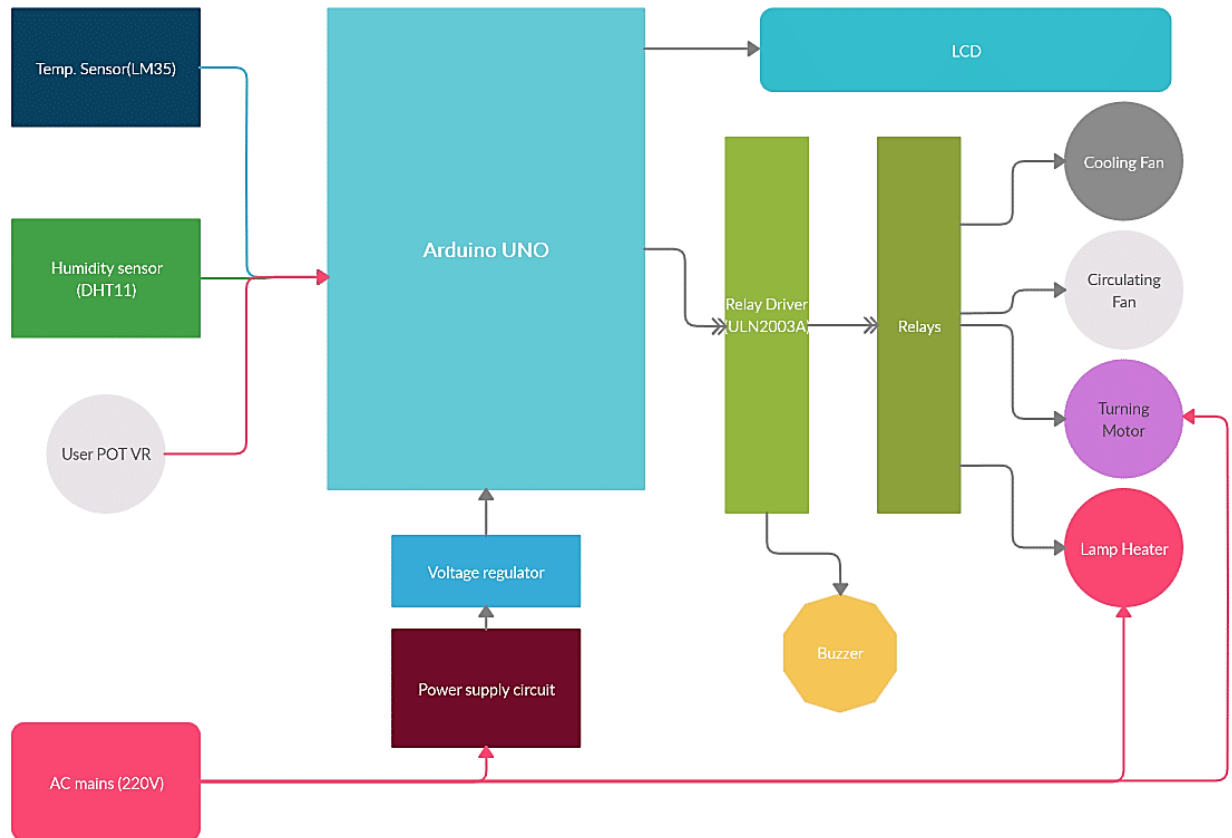 Temp. Sensor(LM35)
LCD
Cooling Fan
Humidity sensor
(DHT11)
Arduino UNO
Circulating
Fan
Relay Driver
(ULN2003A)
Relays
Turning
Motor
User POT VR
Lamp Heater
Voltage regulator
Buzzer
Power supply circuit
AC mains (220V)